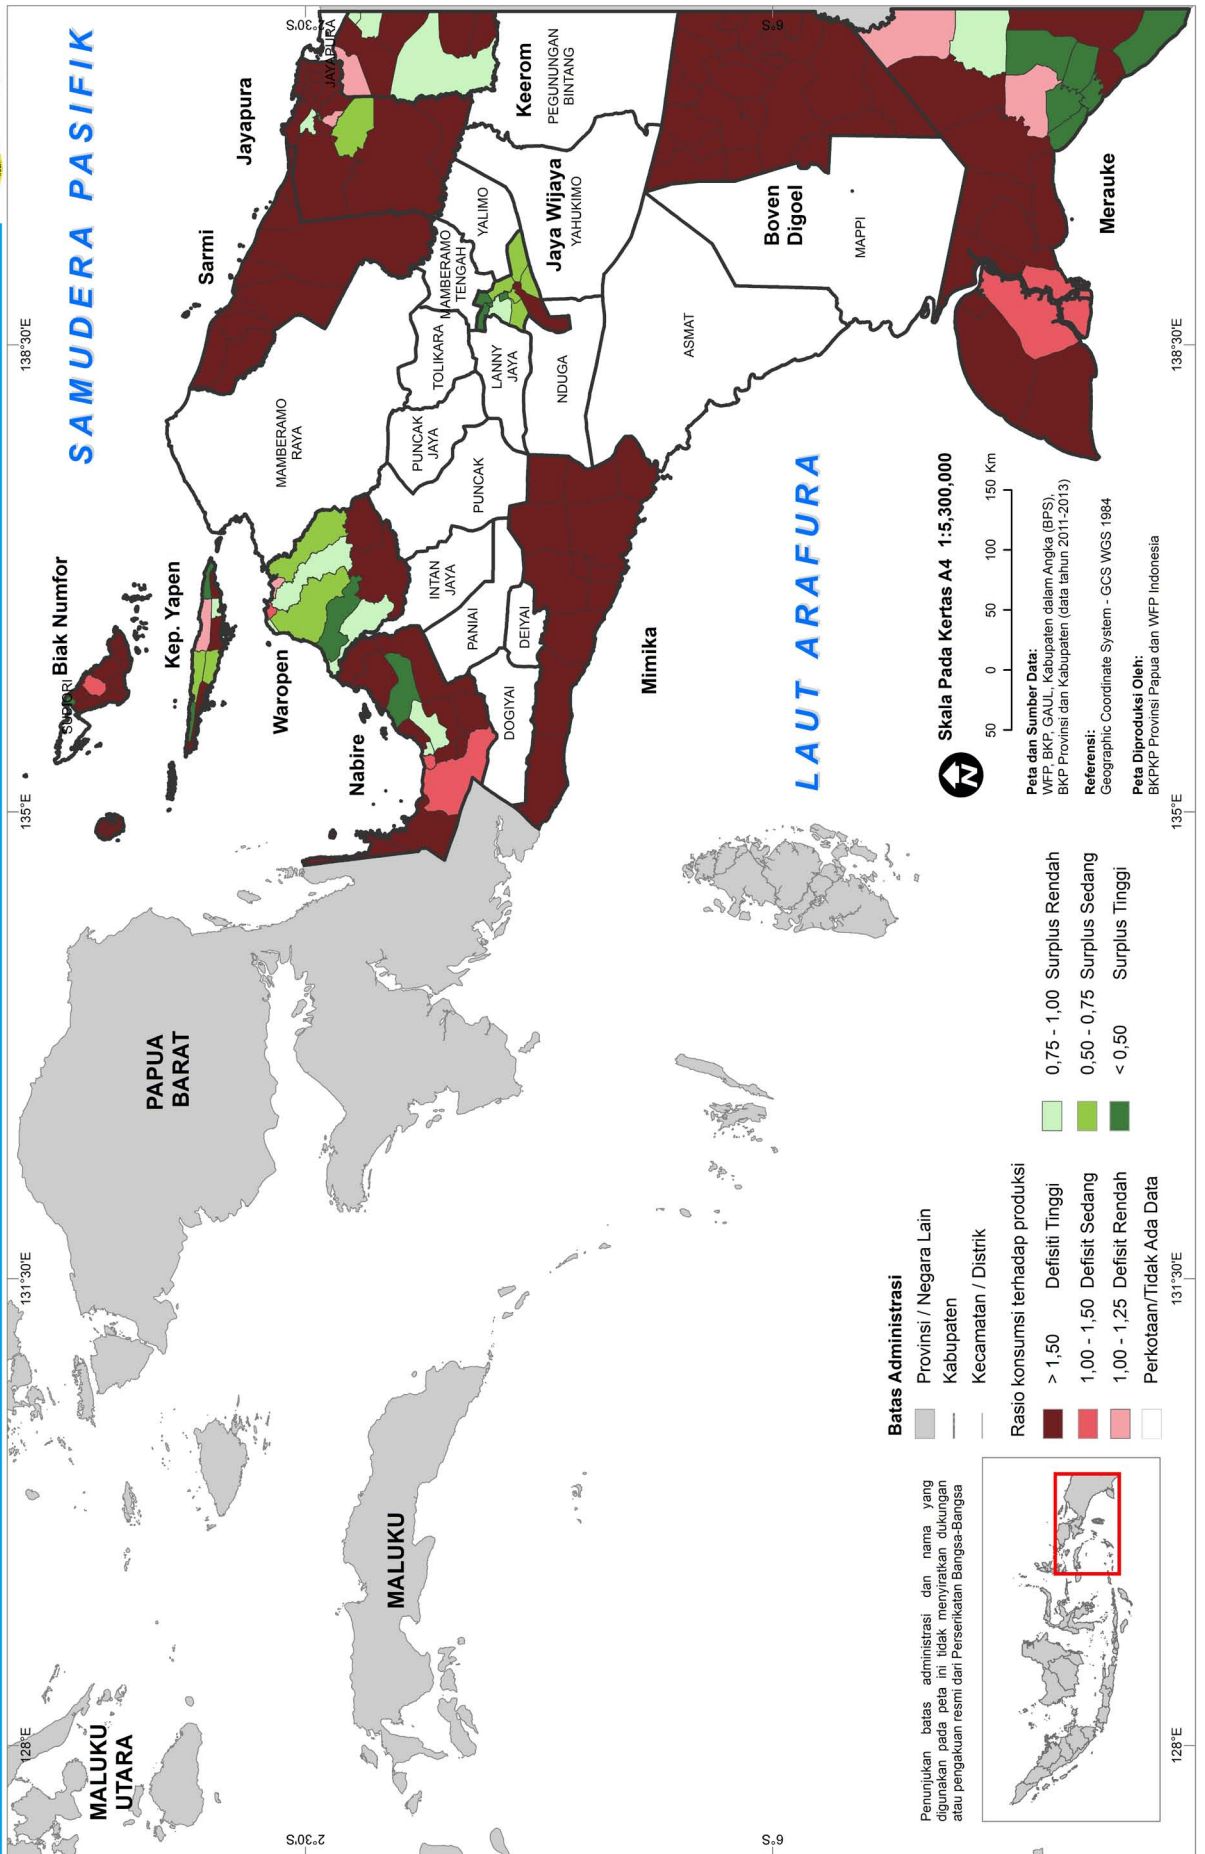 SAMUDERA PASIFIK
LAUT ARAFURA
128°E
131°30'E
135°E
138°30'E
2°30'S
6°S
2°30'S
6°S
128°E
131°30'E
135°E
138°30'E
MALUKU
UTARA
MALUKU
PAPUA
BARAT
Biak Numfor
SUPIORI
Kep. Yapen
Waropen
Nabire
Mimika
Sarmi
Jayapura
JAYAPURA
Keerom
PEGUNUNGAN
BINTANG
Jaya Wijaya
YAHUKIMO
YALIMO
MAMBERAMO
TENGAH
MAMBERAMO
RAYA
TOLIKARA
LANNY
JAYA
NDUGA
PUNCAK
JAYA
PUNCAK
INTAN
JAYA
PANIAI
DEIYAI
DOGIYAI
ASMAT
Boven
Digoel
MAPPI
Merauke
Penunjukan batas administrasi dan nama yang
digunakan pada peta ini tidak menyiratkan dukungan
atau pengakuan resmi dari Perserikatan Bangsa-Bangsa
Batas Administrasi
Provinsi / Negara Lain
Kabupaten
Kecamatan / Distrik
Rasio konsumsi terhadap produksi
> 1,50 Defisiti Tinggi
1,00 - 1,50 Defisit Sedang
1,00 - 1,25 Defisit Rendah
Perkotaan/Tidak Ada Data
0,75 - 1,00 Surplus Rendah
0,50 - 0,75 Surplus Sedang
< 0,50 Surplus Tinggi
N
Skala Pada Kertas A4 1:5,300,000
50 0 50 100 150 Km
Peta dan Sumber Data:
WFP, BKP, GAUL, Kabupaten dalam Angka (BPS),
BKP Provinsi dan Kabupaten (data tahun 2011-2013)
Referensi:
Geographic Coordinate System - GCS WGS 1984
Peta Diproduksi Oleh:
BKPKP Provinsi Papua dan WFP Indonesia